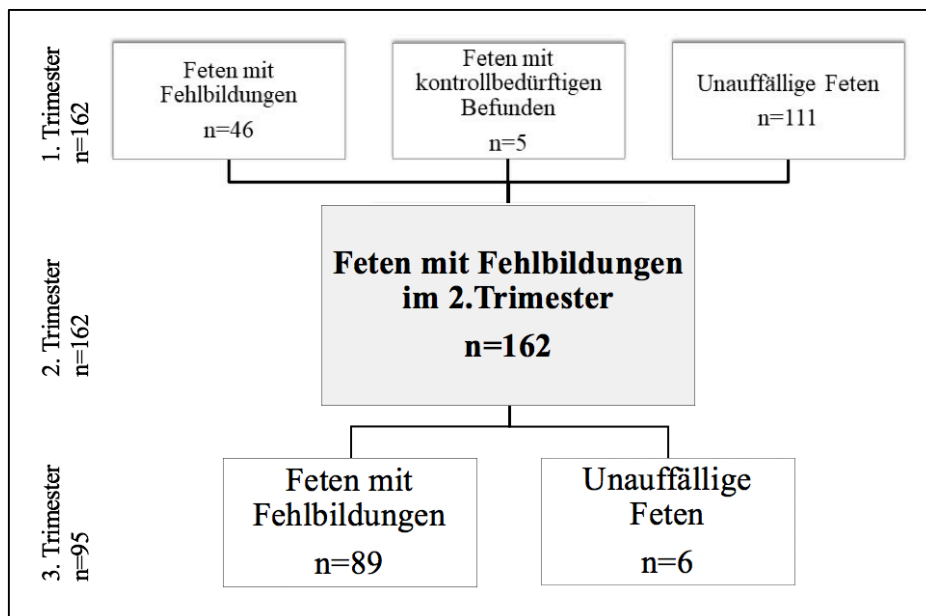 1. Trimester
n=162
Feten mit
Fehlbildungen
n=46
Feten mit
kontrollbedürftigen
Befunden
n=5
Unauffällige Feten
n=111
2. Trimester
n=162
Feten mit Fehlbildungen
im 2.Trimester
n=162
3. Trimester
n=95
Feten mit
Fehlbildungen
n=89
Unauffällige
Feten
n=6